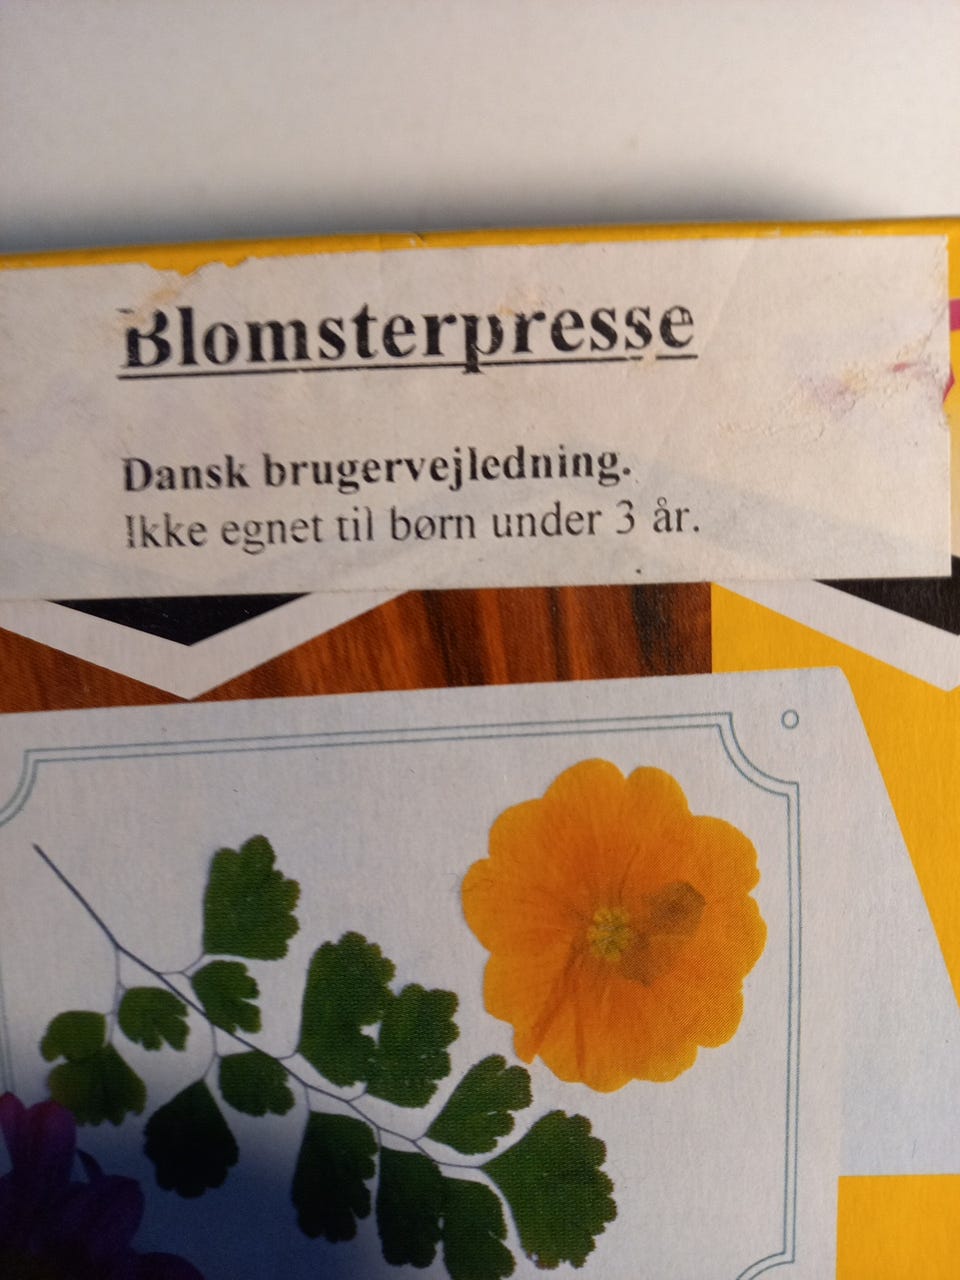 Blomsterpresse
Dansk brugervejledning.
Ikke egnet til børn under 3 år.